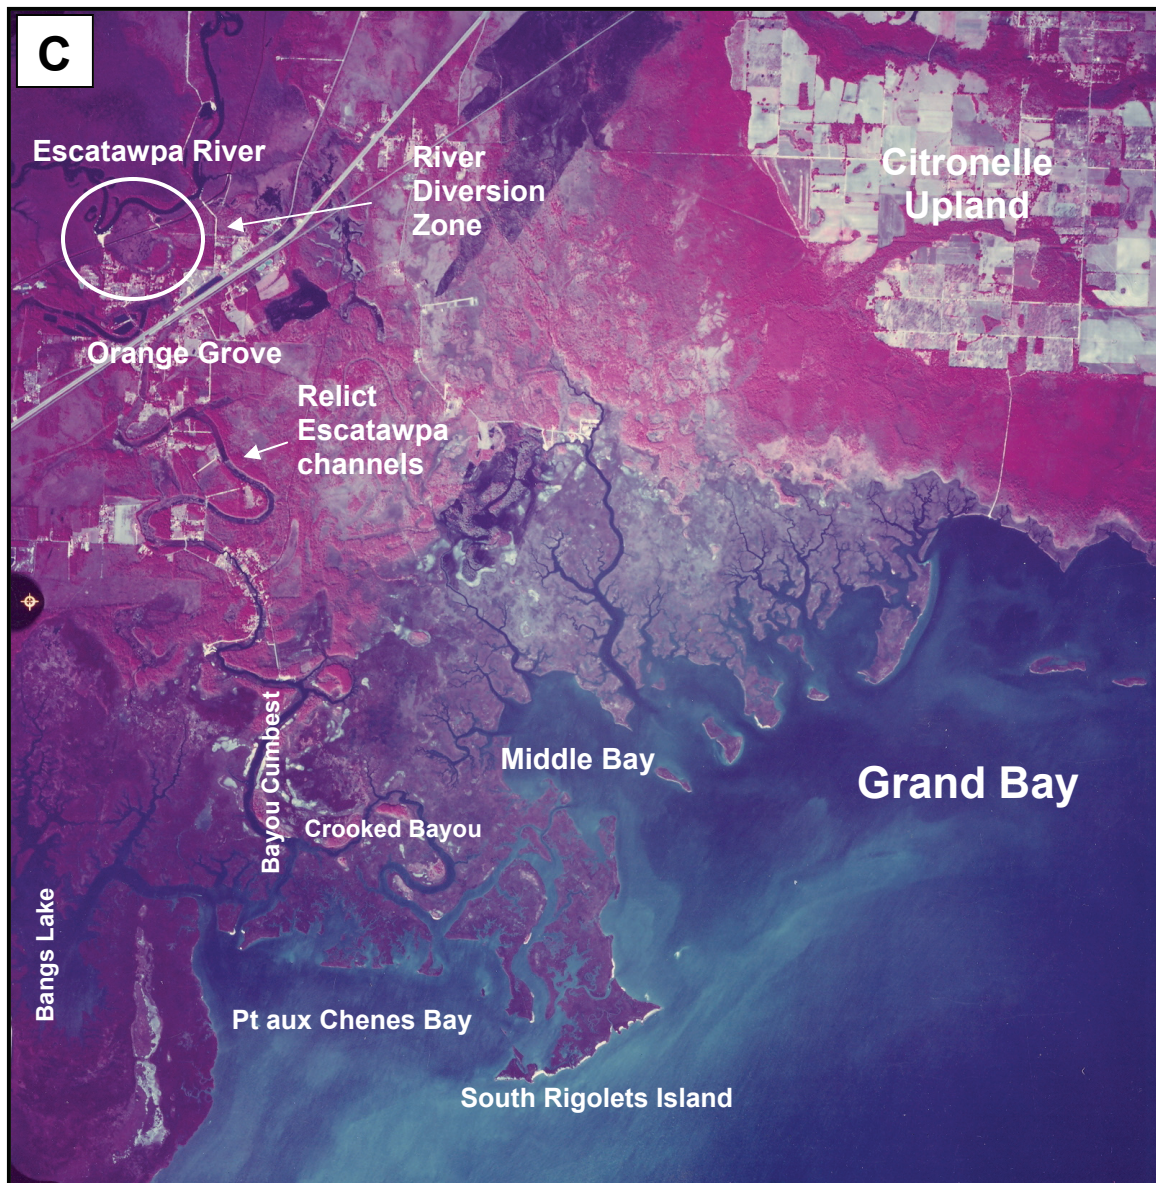 C
Escatawpa River
River
Diversion
Zone
Citronelle
Upland
Orange Grove
Relict
Escatawpa
channels
Bayou Cumbest
Middle Bay
Grand Bay
Crooked Bayou
Bangs Lake
Pt aux Chenes Bay
South Rigolets Island